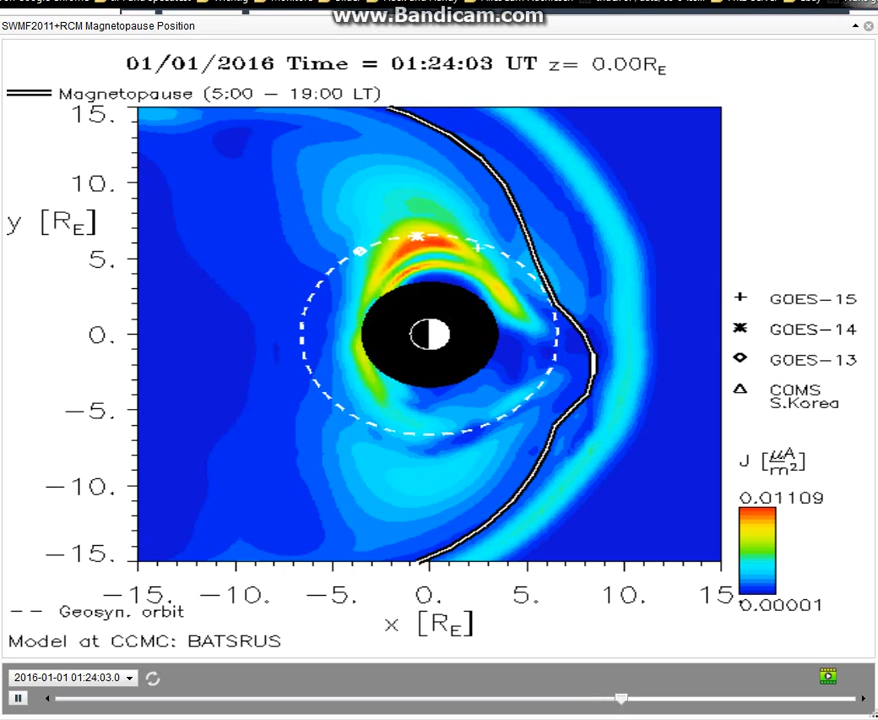 www.Bandicam.com
SWMF2011+RCM Magnetopause Position
01/01/2016 Time = 01:24:03 UT z= 0.00RE
Magnetopause (5:00 – 19:00 LT)
15.
10.
y [RE]
5.
0.
−5.
−10.
−15.
−15.
−10.
−5.
0.
5.
10.
15.
x [RE]
GOES−15
GOES−14
GOES−13
COMS
S.Korea
J [μA/m²]
0.01109
0.00001
Geosyn. orbit
Model at CCMC: BATSRUS
2016-01-01 01:24:03.0